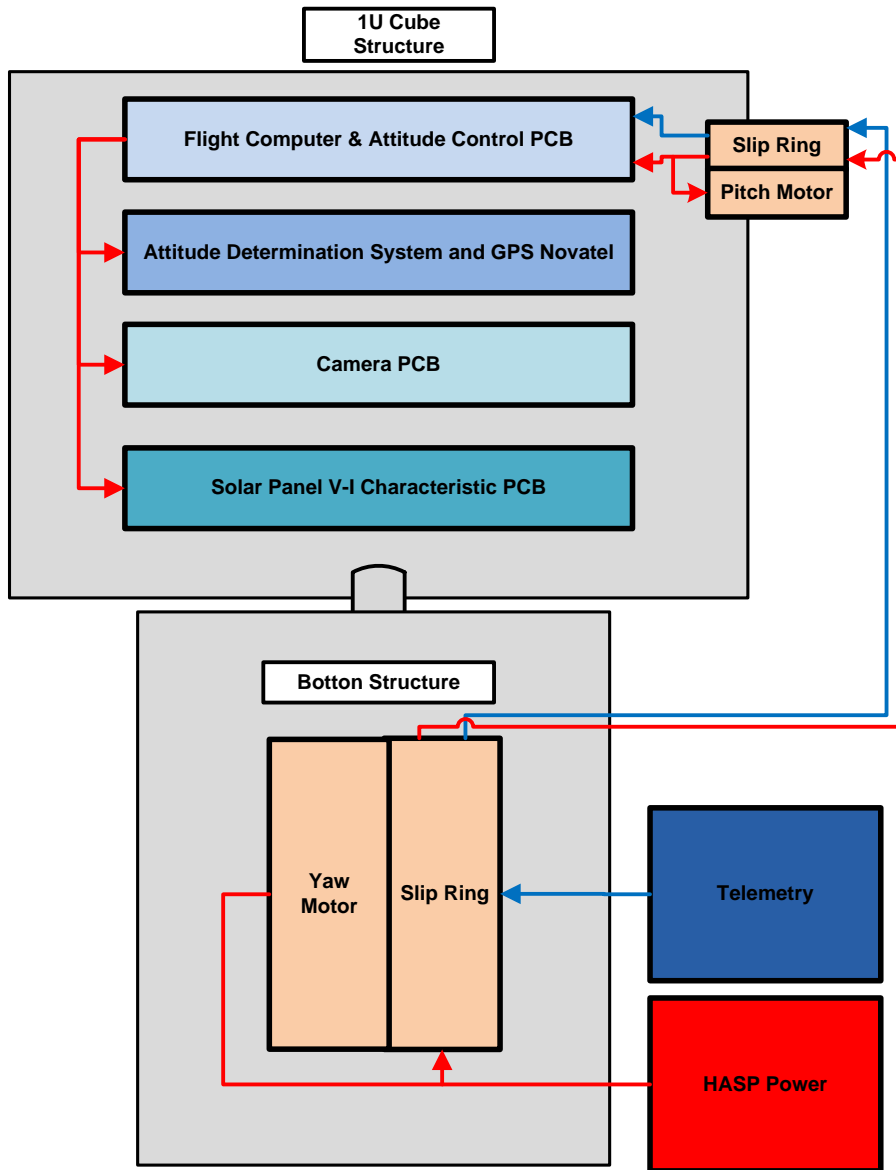 1U Cube
Structure
Flight Computer & Attitude Control PCB
Slip Ring
Pitch Motor
Attitude Determination System and GPS Novatel
Camera PCB
Solar Panel V-I Characteristic PCB
Botton Structure
Yaw
Motor
Slip Ring
Telemetry
HASP Power